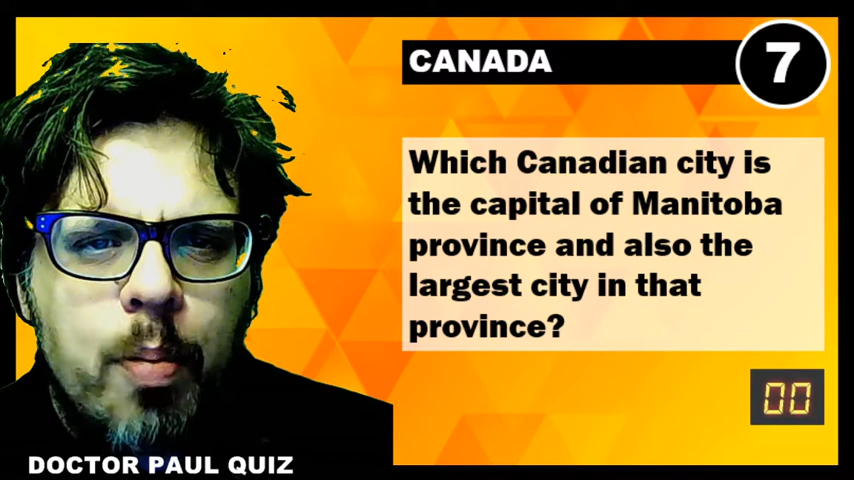 CANADA
7
Which Canadian city is
the capital of Manitoba
province and also the
largest city in that
province?
00
DOCTOR PAUL QUIZ